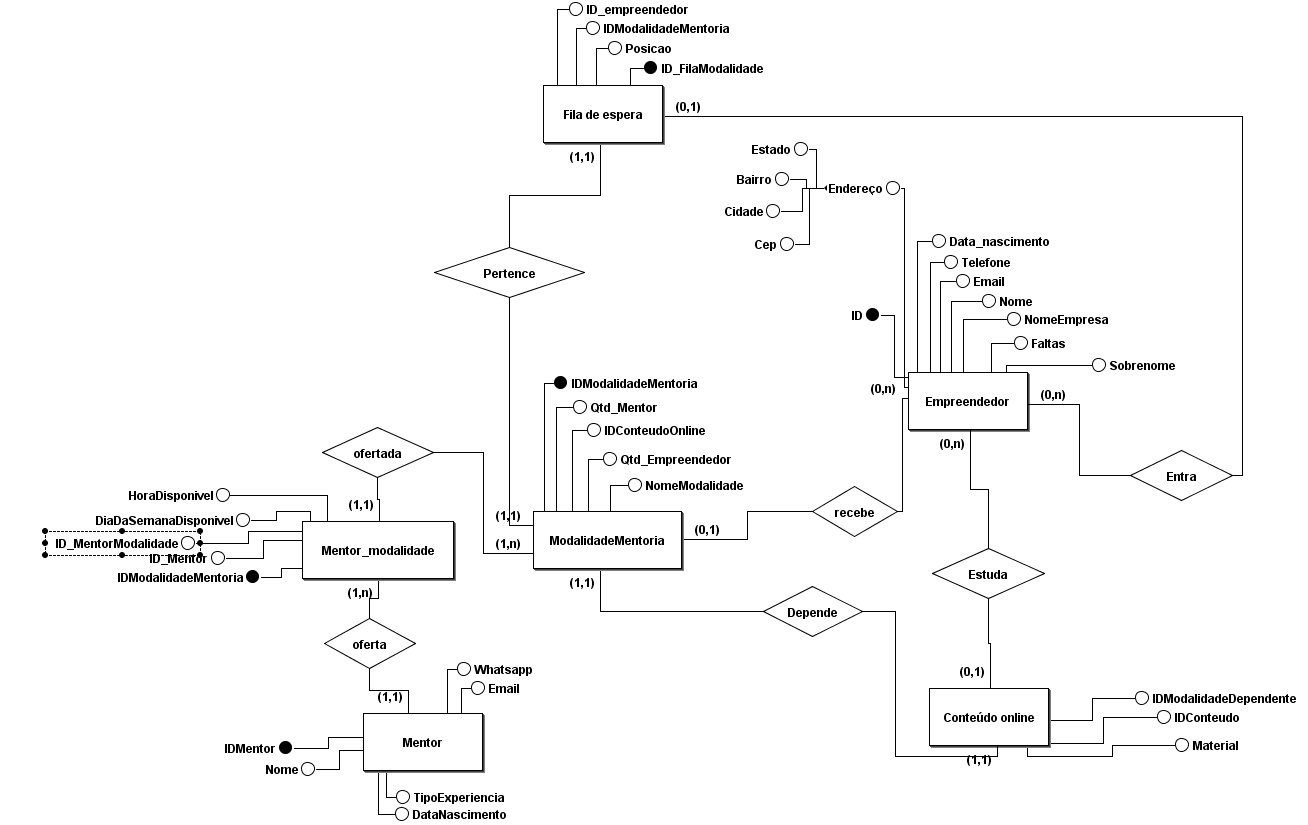 ID_empreendedor
IDModalidadeMentoria
Posicao
ID_FilaModalidade
Fila de espera
(0,1)
(1,1)
Estado
Bairro
Endereço
Cidade
Cep
Pertence
Data_nascimento
Telefone
Email
Nome
ID
NomeEmpresa
Faltas
Sobrenome
(0,n)
Empreendedor
(0,n)
(0,n)
IDModalidadeMentoria
Qtd_Mentor
IDConteudoOnline
Qtd_Empreendedor
NomeModalidade
ofertada
Entra
HoraDisponivel
(1,1)
DiaDaSemanaDisponivel
(1,1)
recebe
ID_MentorModalidade
Mentor_modalidade
(1,n)
ModalidadeMentoria
(0,1)
ID_Mentor
IDModalidadeMentoria
(1,1)
Estuda
(1,n)
Depende
oferta
Whatsapp
(0,1)
Email
(1,1)
IDModalidadeDependente
Conteúdo online
IDConteudo
Mentor
IDMentor
Material
(1,1)
Nome
TipoExperiencia
DataNascimento